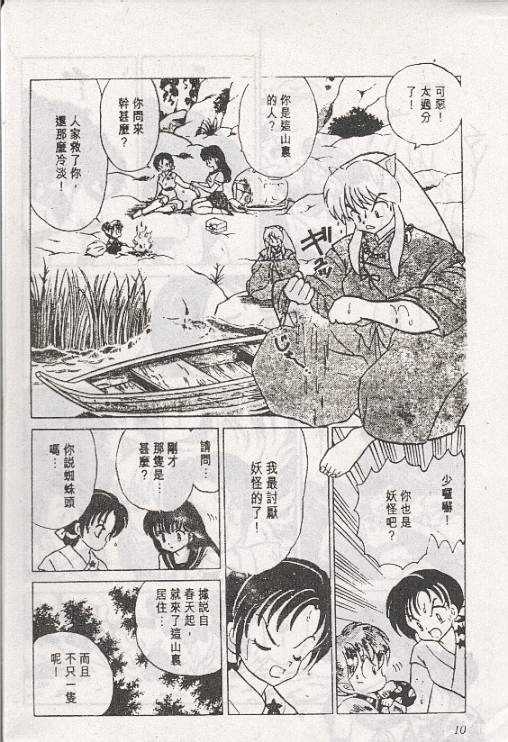 可惡！
太過分
了！
你是這山裏
的人？
你問來
幹甚麼？
人家救了你，
還那麼冷淡！
ギュ
少囉嗦！
你也是
妖怪吧？
我最討厭
妖怪的了！
請問…
剛才
那隻是…
甚麼？
你說蜘蛛頭
嗎…
據說自
春天起，
就來了這山裏
居住…
而且
不只一隻
呢！
10